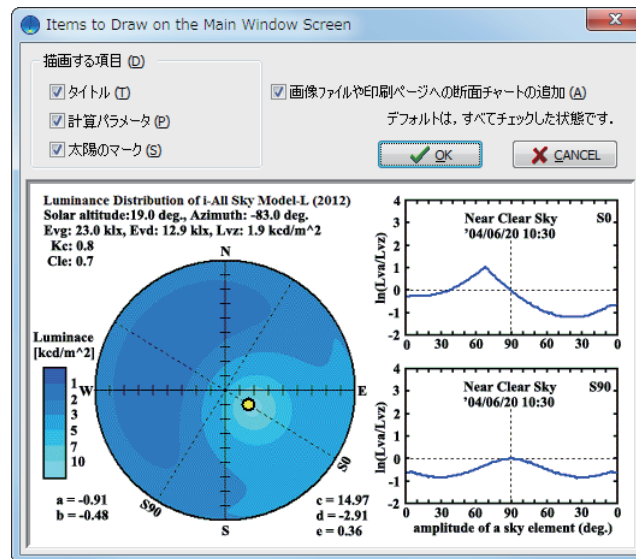 Items to Draw on the Main Window Screen
描画する項目 (D)
タイトル (T)
計算パラメータ (P)
太陽のマーク (S)
画像ファイルや印刷ページへの断面チャートの追加 (A)
デフォルトは，すべてチェックした状態です．
OK
CANCEL
Luminance Distribution of i-All Sky Model-L (2012)
Solar altitude:19.0 deg., Azimuth: -83.0 deg.
Evg: 23.0 klx, Evd: 12.9 klx, Lvz: 1.9 kcd/m^2
Kc: 0.8
Cle: 0.7
N
Luminace
[kcd/m^2]
1
2
3
5
7
10
W
E
S
S0
S90
a = -0.91
b = -0.48
c = 14.97
d = -2.91
e = 0.36
ln(Lva/Lvz)
4
3
2
1
0
-1
-2
Near Clear Sky S0
'04/06/20 10:30
0 30 60 90 60 30 0
ln(Lva/Lvz)
4
3
2
1
0
-1
-2
Near Clear Sky S90
'04/06/20 10:30
0 30 60 90 60 30 0
amplitude of a sky element (deg.)